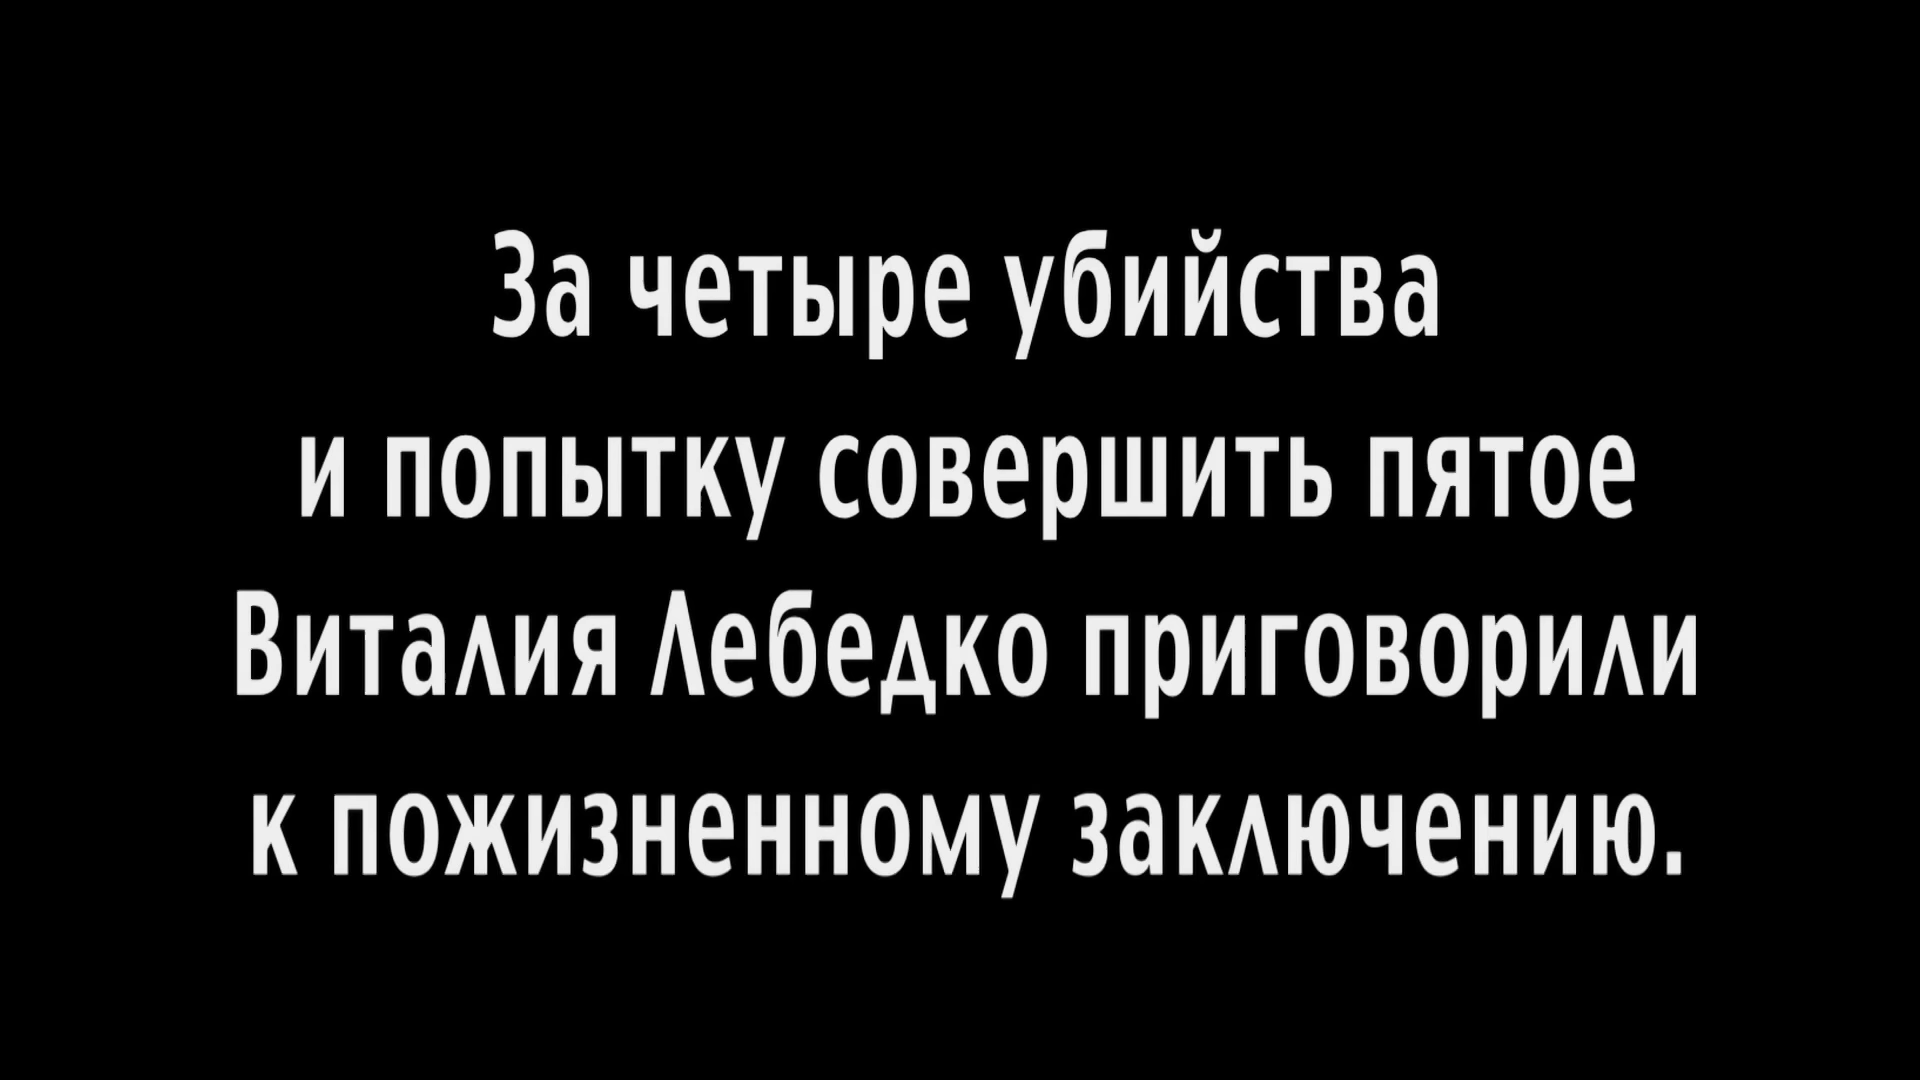 За четыре убийства
и попытку совершить пятое
Виталия Лебедко приговорили
к пожизненному заключению.